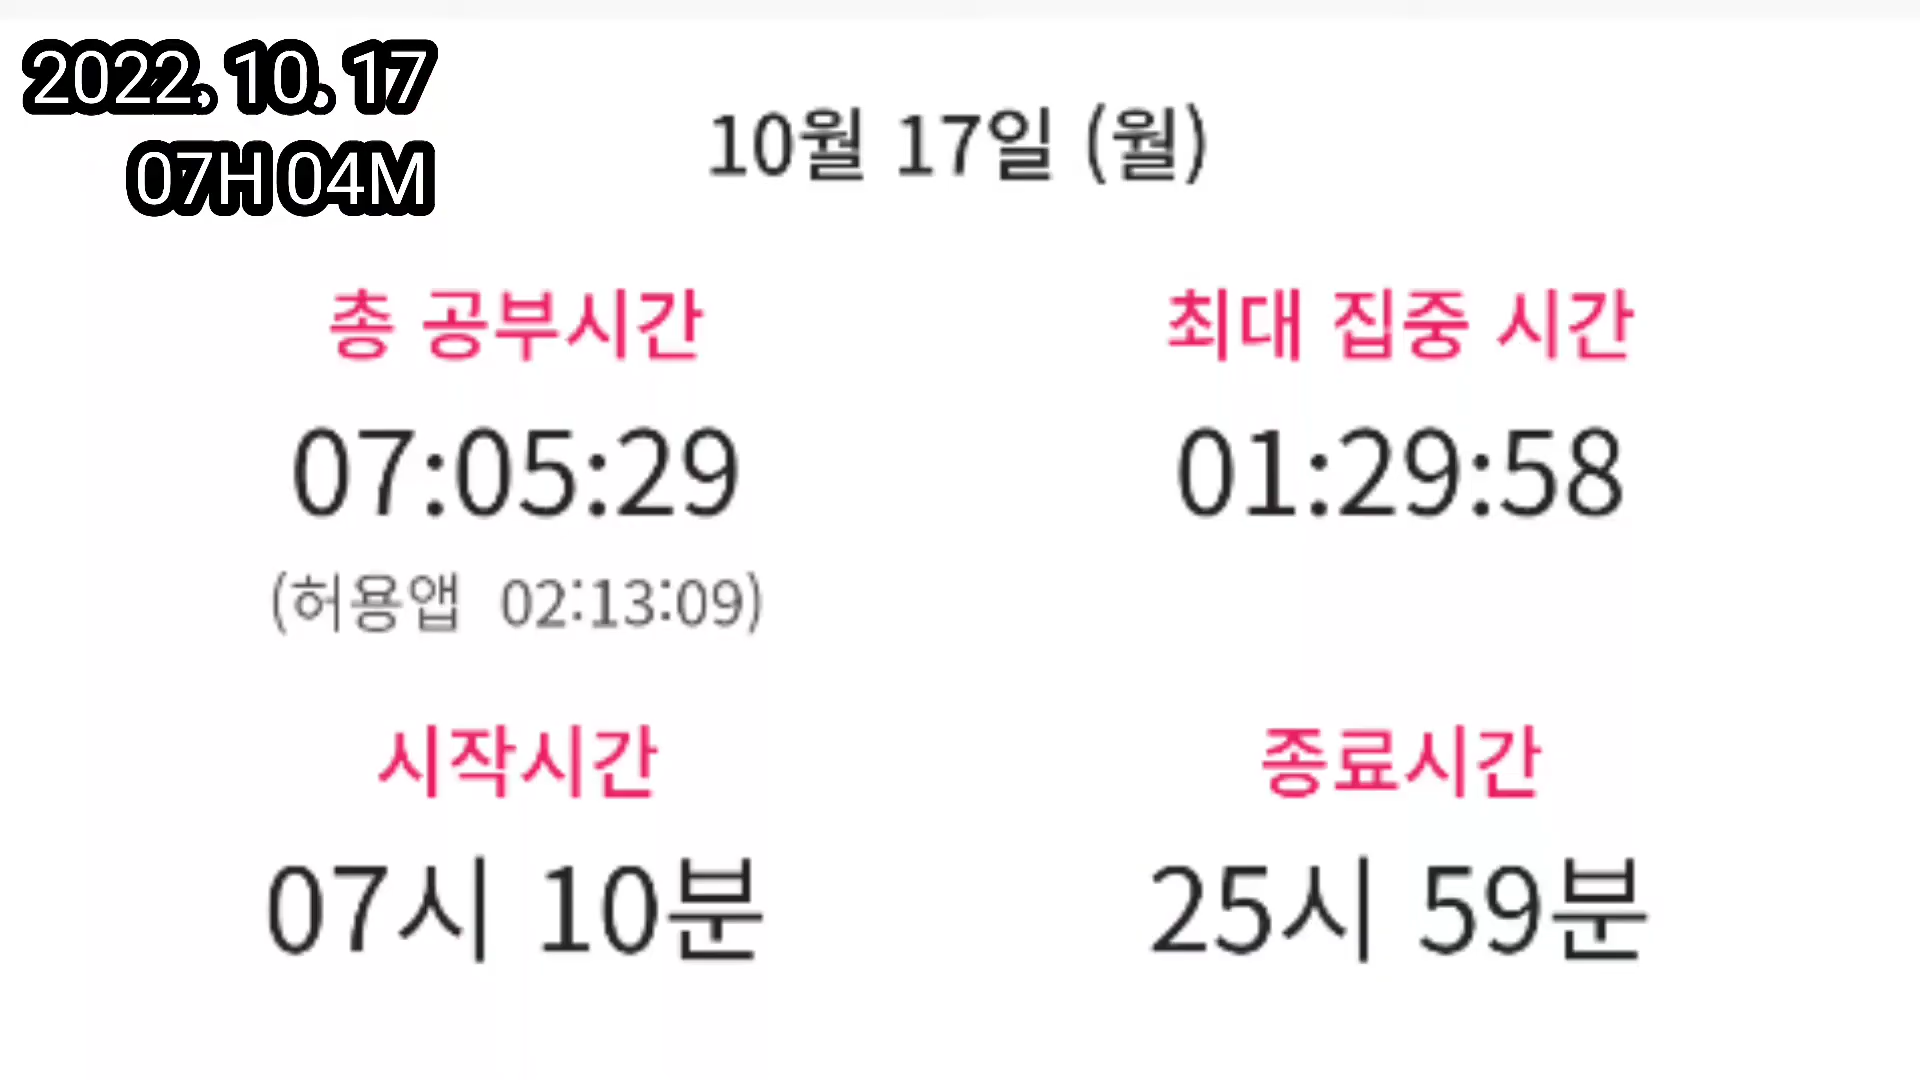 2022. 10. 17
07H 04M
10월 17일 (월)
총 공부시간
07:05:29
(허용앱 02:13:09)
최대 집중 시간
01:29:58
시작시간
07시 10분
종료시간
25시 59분